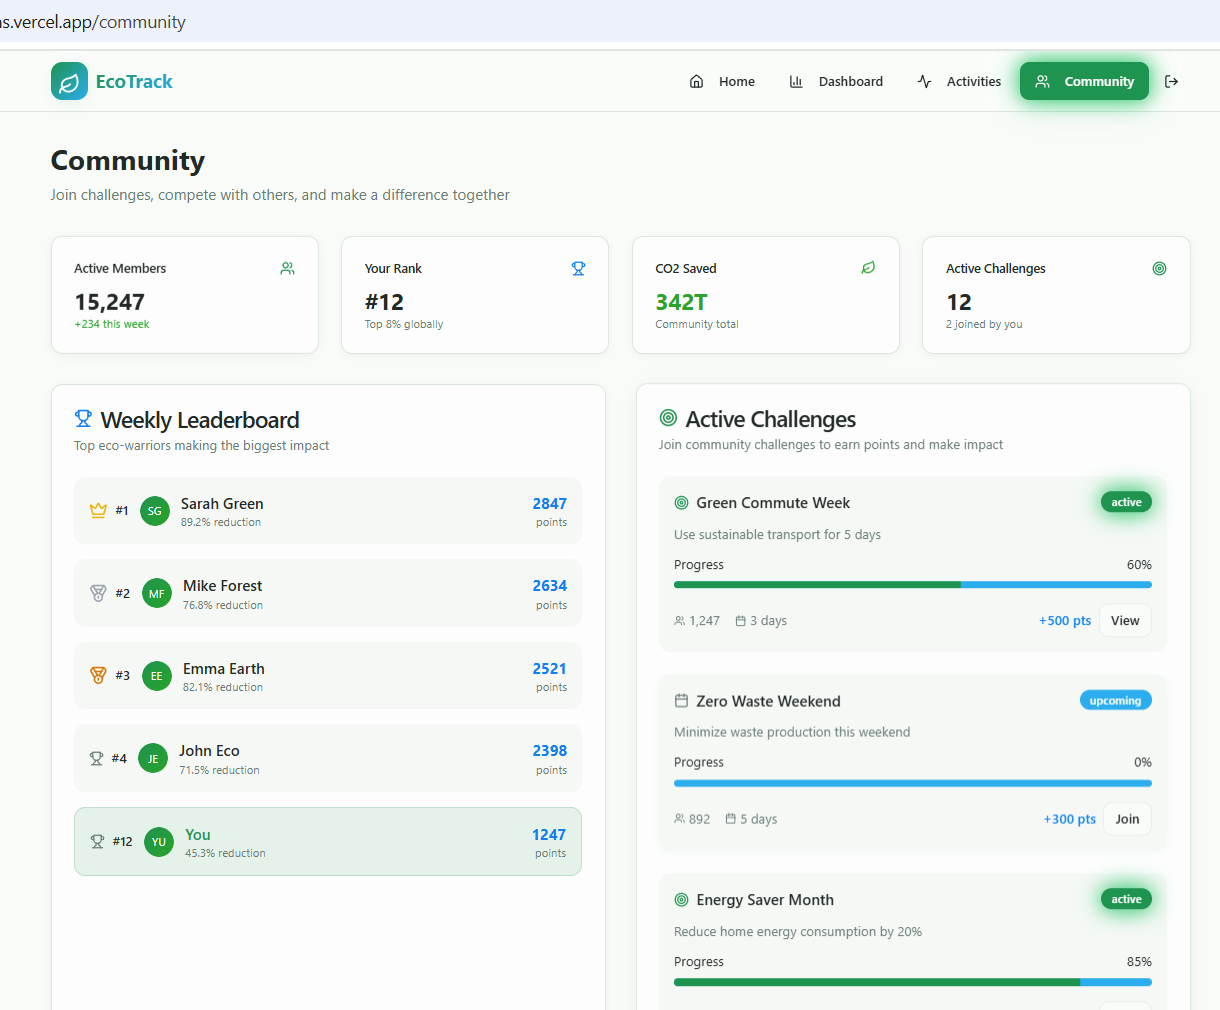 s.vercel.app/community
EcoTrack
Home
Dashboard
Activities
Community
Community
Join challenges, compete with others, and make a difference together
Active Members
15,247
+234 this week
Your Rank
#12
Top 8% globally
CO2 Saved
342T
Community total
Active Challenges
12
2 joined by you
Weekly Leaderboard
Top eco-warriors making the biggest impact
#1 SG Sarah Green 2847
89.2% reduction points
#2 MF Mike Forest 2634
76.8% reduction points
#3 EE Emma Earth 2521
82.1% reduction points
#4 JE John Eco 2398
71.5% reduction points
#12 YU You 1247
45.3% reduction points
Active Challenges
Join community challenges to earn points and make impact
Green Commute Week active
Use sustainable transport for 5 days
Progress 60%
1,247 3 days +500 pts View
Zero Waste Weekend upcoming
Minimize waste production this weekend
Progress 0%
892 5 days +300 pts Join
Energy Saver Month active
Reduce home energy consumption by 20%
Progress 85%